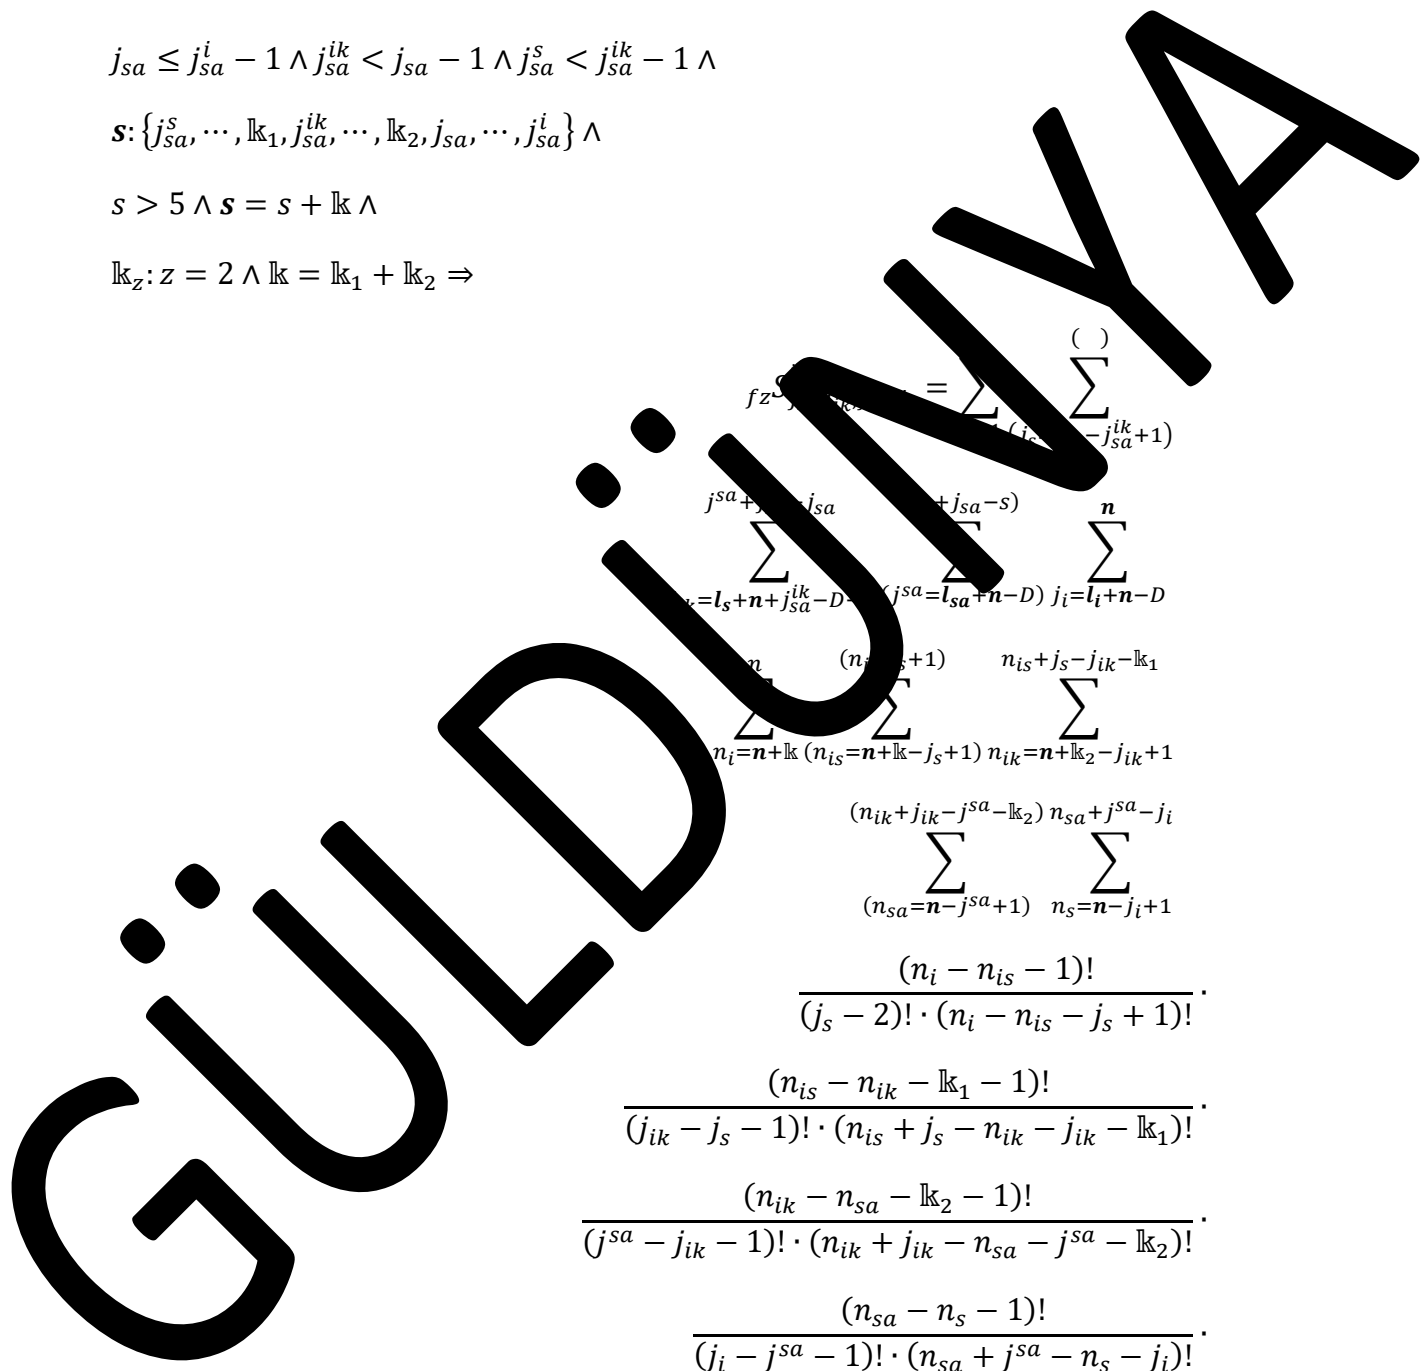 j_{sa} ≤ j_{sa}^{i} − 1 ∧ j_{sa}^{ik} < j_{sa} − 1 ∧ j_{sa}^{s} < j_{sa}^{ik} − 1 ∧
s: {j_{sa}^{s}, ⋯, 𝕜_1, j_{sa}^{ik}, ⋯, 𝕜_2, j_{sa}, ⋯, j_{sa}^{i}} ∧
s > 5 ∧ s = s + 𝕜 ∧
𝕜_z: z = 2 ∧ 𝕜 = 𝕜_1 + 𝕜_2 ⇒
( )
_{fz}S = ∑ ∑
− j_{sa}^{ik}+1)
+j_{sa}−s) n
∑ ∑ ∑
=l_s+n+j_{sa}^{ik}−D (j^{sa}=l_{sa}+n−D) j_i=l_i+n−D
n +1) n_{is}+j_s−j_{ik}−𝕜_1
∑ ∑ ∑
n_i=n+𝕜 (n_{is}=n+𝕜−j_s+1) n_{ik}=n+𝕜_2−j_{ik}+1
(n_{ik}+j_{ik}−j^{sa}−𝕜_2) n_{sa}+j^{sa}−j_i
∑ ∑
(n_{sa}=n−j^{sa}+1) n_s=n−j_i+1
(n_i − n_{is} − 1)!
(j_s − 2)! · (n_i − n_{is} − j_s + 1)! ·
(n_{is} − n_{ik} − 𝕜_1 − 1)!
(j_{ik} − j_s − 1)! · (n_{is} + j_s − n_{ik} − j_{ik} − 𝕜_1)! ·
(n_{ik} − n_{sa} − 𝕜_2 − 1)!
(j^{sa} − j_{ik} − 1)! · (n_{ik} + j_{ik} − n_{sa} − j^{sa} − 𝕜_2)! ·
(n_{sa} − n_s − 1)!
(j_i − j^{sa} − 1)! · (n_{sa} + j^{sa} − n_s − j_i)! ·
GÜLDÜNYA